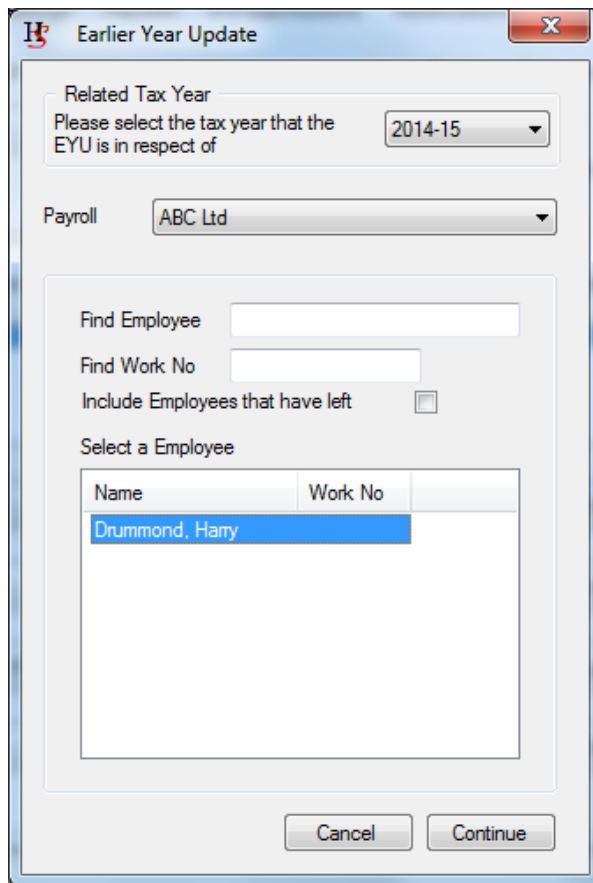 HS Earlier Year Update
Related Tax Year
Please select the tax year that the
EYU is in respect of
2014-15
Payroll
ABC Ltd
Find Employee
Find Work No
Include Employees that have left
Select a Employee
Name Work No
Drummond, Harry
Cancel Continue